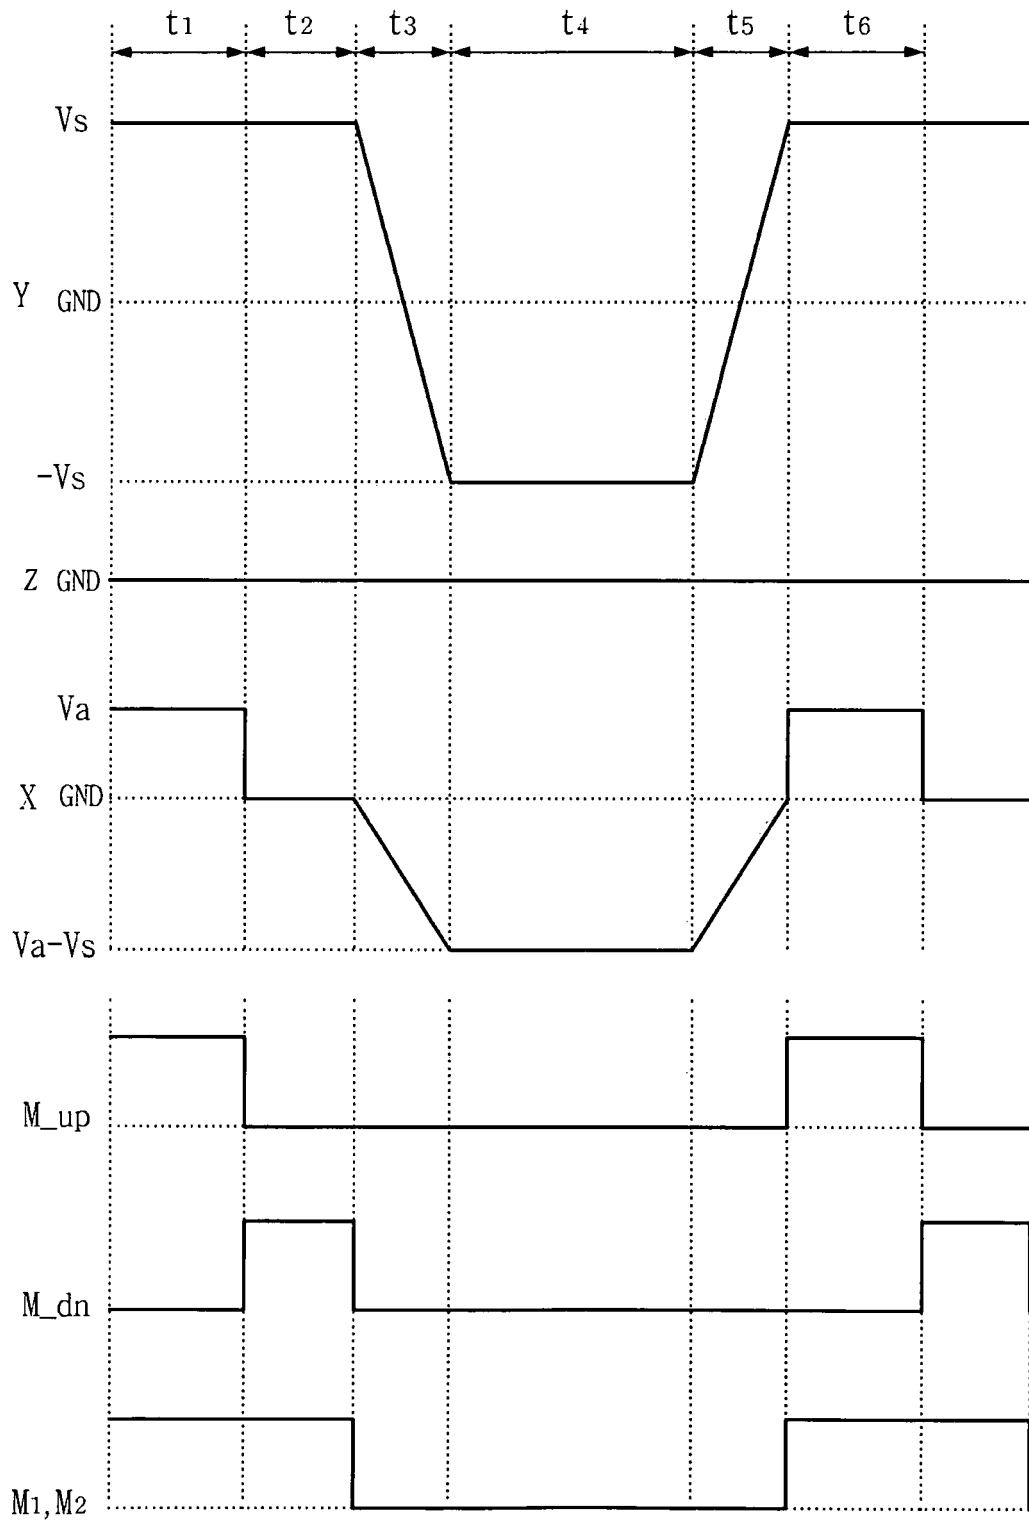 t1 t2 t3 t4 t5 t6
Vs
Y GND
-Vs
Z GND
Va
X GND
Va-Vs
M_up
M_dn
M1,M2